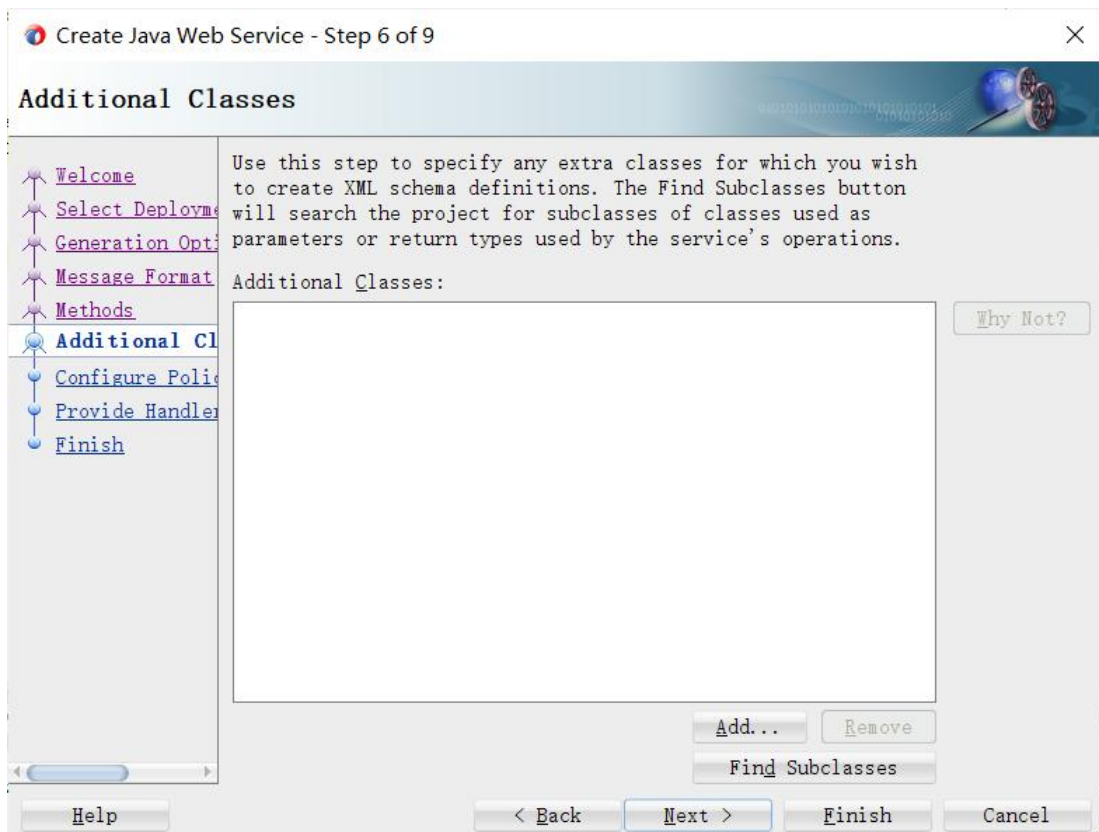 Create Java Web Service - Step 6 of 9
Additional Classes
Welcome
Select Deployme
Generation Opti
Message Format
Methods
Additional Cl
Configure Polic
Provide Handler
Finish
Use this step to specify any extra classes for which you wish
to create XML schema definitions. The Find Subclasses button
will search the project for subclasses of classes used as
parameters or return types used by the service's operations.
Additional Classes:
Why Not?
Add...
Remove
Find Subclasses
Help
< Back
Next >
Finish
Cancel